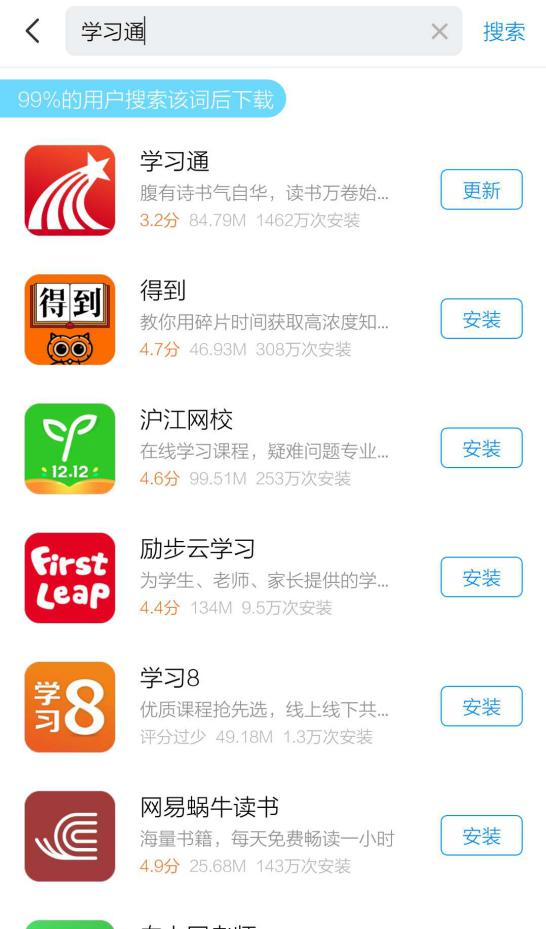 学习通
搜索
99%的用户搜索该词后下载
学习通
腹有诗书气自华，读书万卷始...
3.2分 84.79M 1462万次安装
更新
得到
得到
教你用碎片时间获取高浓度知...
4.7分 46.93M 308万次安装
安装
12.12
沪江网校
在线学习课程，疑难问题专业...
4.6分 99.51M 253万次安装
安装
First
Leap
励步云学习
为学生、老师、家长提供的学...
4.4分 134M 9.5万次安装
安装
学习8
学习8
优质课程抢先选，线上线下共...
评分过少 49.18M 1.3万次安装
安装
网易蜗牛读书
海量书籍，每天免费畅读一小时
4.9分 25.68M 143万次安装
安装